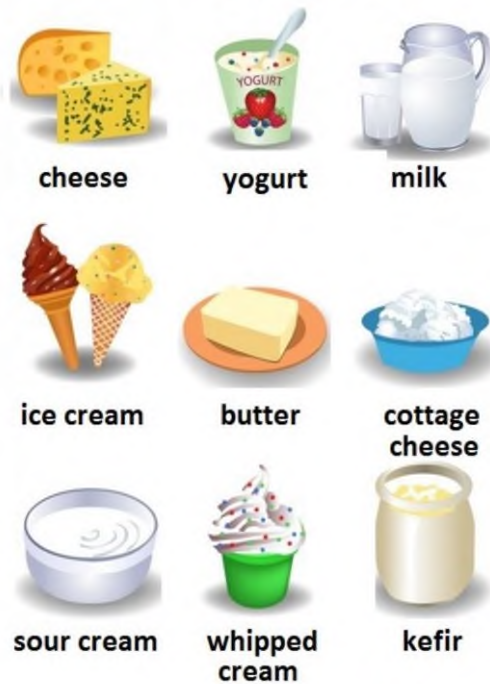 YOGURT
cheese
yogurt
milk
ice cream
butter
cottage
cheese
sour cream
whipped
cream
kefir